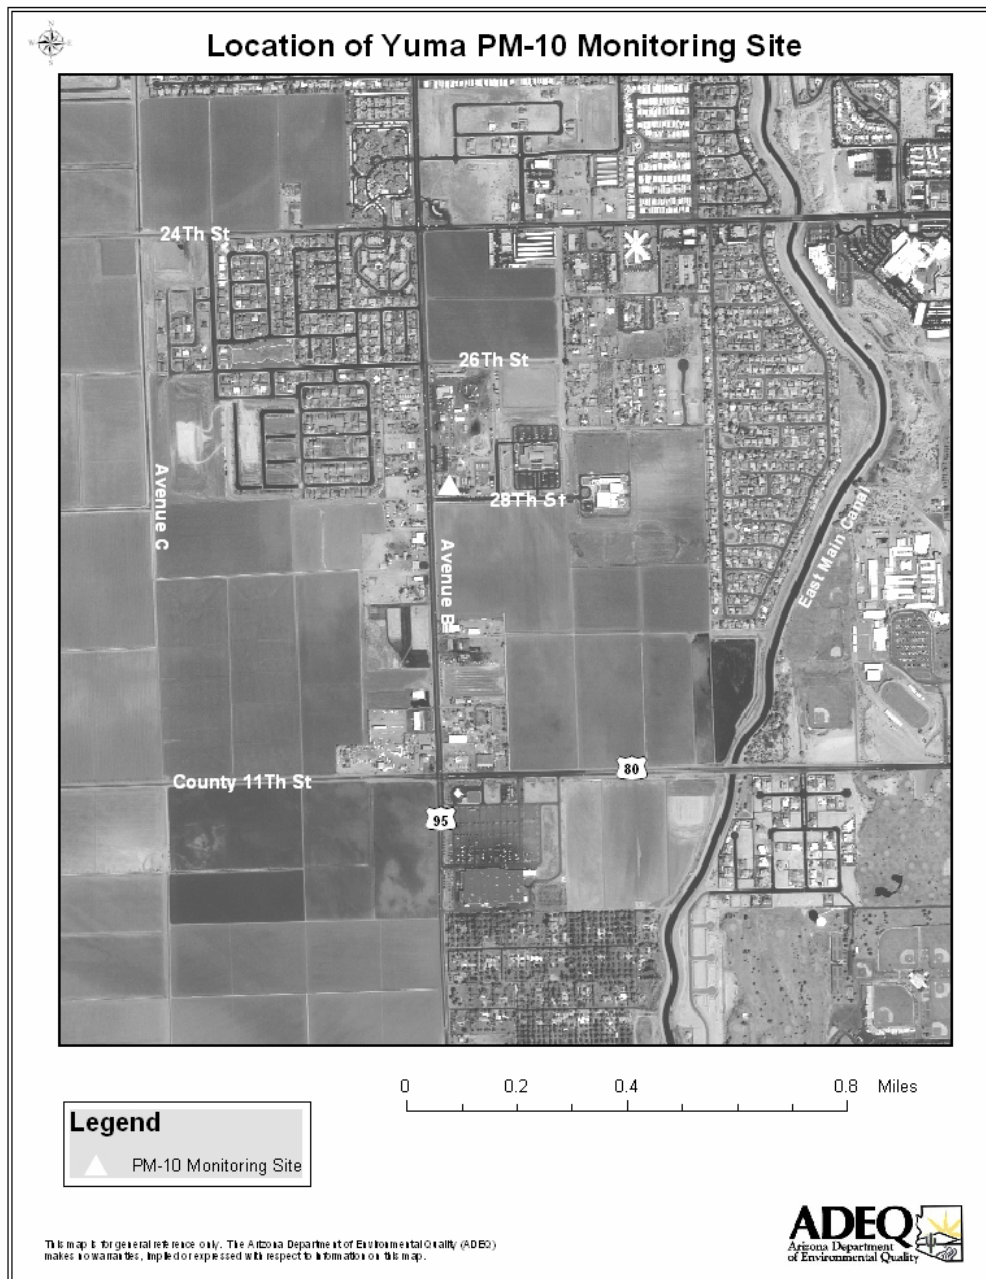 N
W E
S
Location of Yuma PM-10 Monitoring Site
24Th St
26Th St
28Th St
Avenue C
Avenue B
East Main Canal
80
County 11Th St
95
0 0.2 0.4 0.8 Miles
Legend
PM-10 Monitoring Site
ADEQ
Arizona Department
of Environmental Quality
This map is for general reference only. The Arizona Department of Environmental Quality (ADEQ)
makes no warranties, implied or expressed with respect to information on this map.